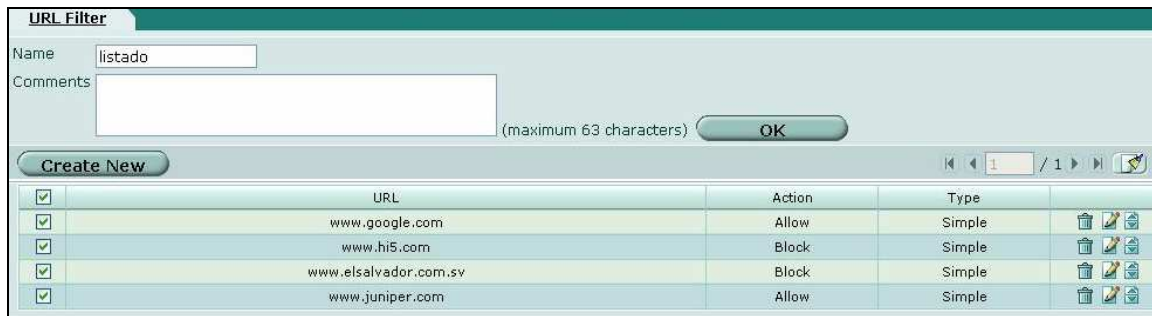 URL Filter
Name listado
Comments
(maximum 63 characters) OK
Create New 1 / 1
URL Action Type
www.google.com Allow Simple
www.hi5.com Block Simple
www.elsalvador.com.sv Block Simple
www.juniper.com Allow Simple